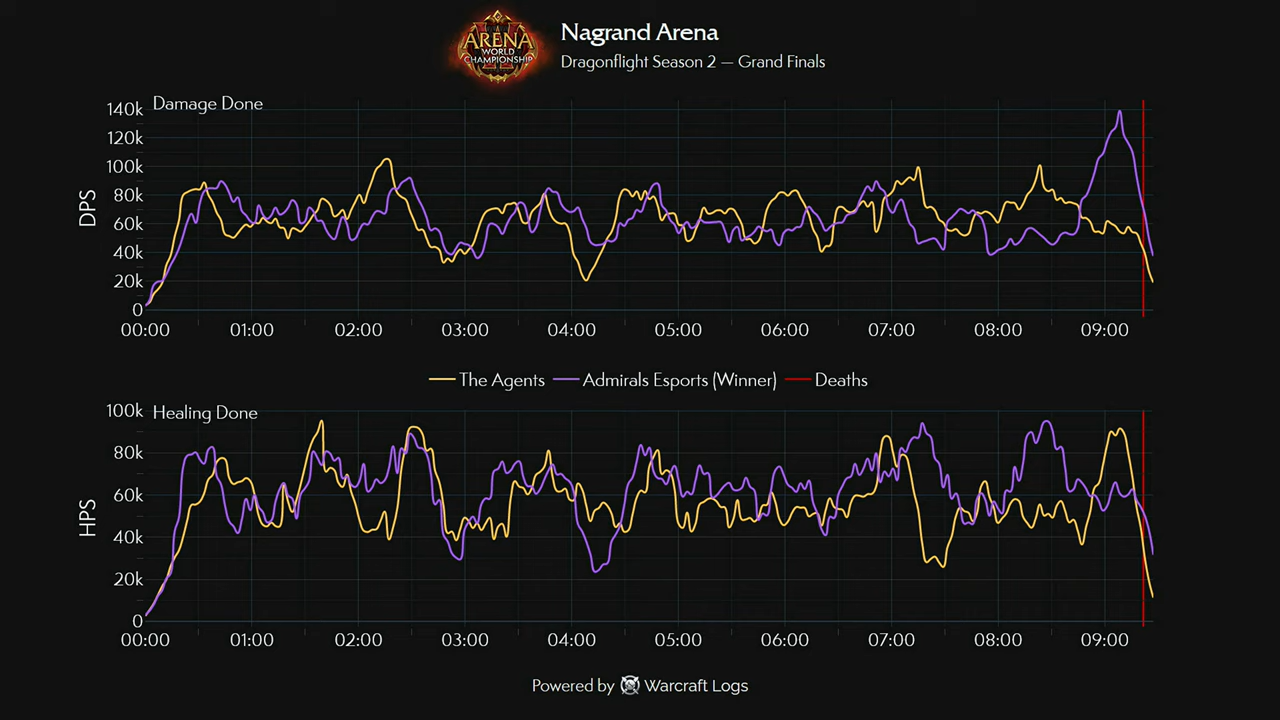 ARENA
WORLD
CHAMPIONSHIP
Nagrand Arena
Dragonflight Season 2 — Grand Finals
Damage Done
DPS
140k
120k
100k
80k
60k
40k
20k
0
00:00 01:00 02:00 03:00 04:00 05:00 06:00 07:00 08:00 09:00
The Agents Admirals Esports (Winner) Deaths
Healing Done
HPS
100k
80k
60k
40k
20k
0
00:00 01:00 02:00 03:00 04:00 05:00 06:00 07:00 08:00 09:00
Powered by Warcraft Logs